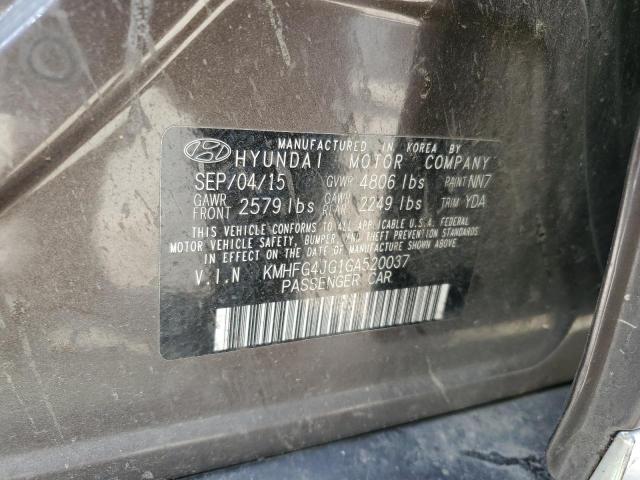 MANUFACTURED IN KOREA BY
HYUNDAI MOTOR COMPANY
SEP/04/15 GVWR 4806 lbs PAINT NN7
GAWR FRONT 2579 lbs GAWR REAR 2249 lbs TRIM YDA
THIS VEHICLE CONFORMS TO ALL APPLICABLE U.S.A. FEDERAL
MOTOR VEHICLE SAFETY, BUMPER, AND THEFT PREVENTION
STANDARDS IN EFFECT ON THE DATE OF MANUFACTURE SHOWN ABOVE.
V.I.N KMHFG4JG1GA520037
PASSENGER CAR